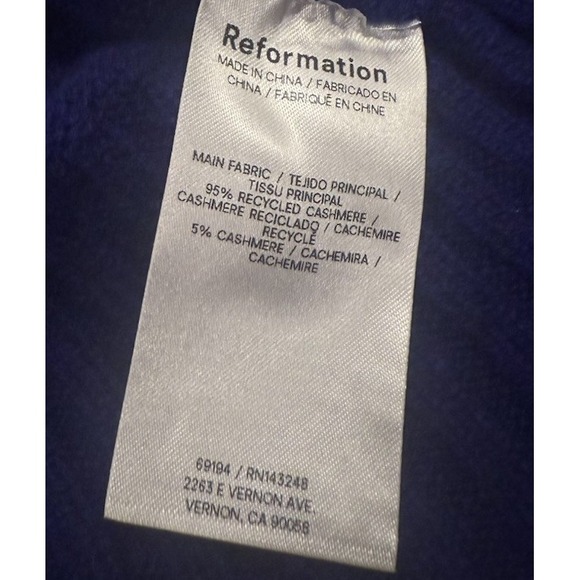 Reformation
MADE IN CHINA / FABRICADO EN
CHINA / FABRIQUÉ EN CHINE
MAIN FABRIC / TEJIDO PRINCIPAL /
TISSU PRINCIPAL
95% RECYCLED CASHMERE /
CASHMERE RECICLADO / CACHEMIRE
RECYCLÉ
5% CASHMERE / CACHEMIRA /
CACHEMIRE
69194 / RN143248
2263 E VERNON AVE.
VERNON, CA 90058